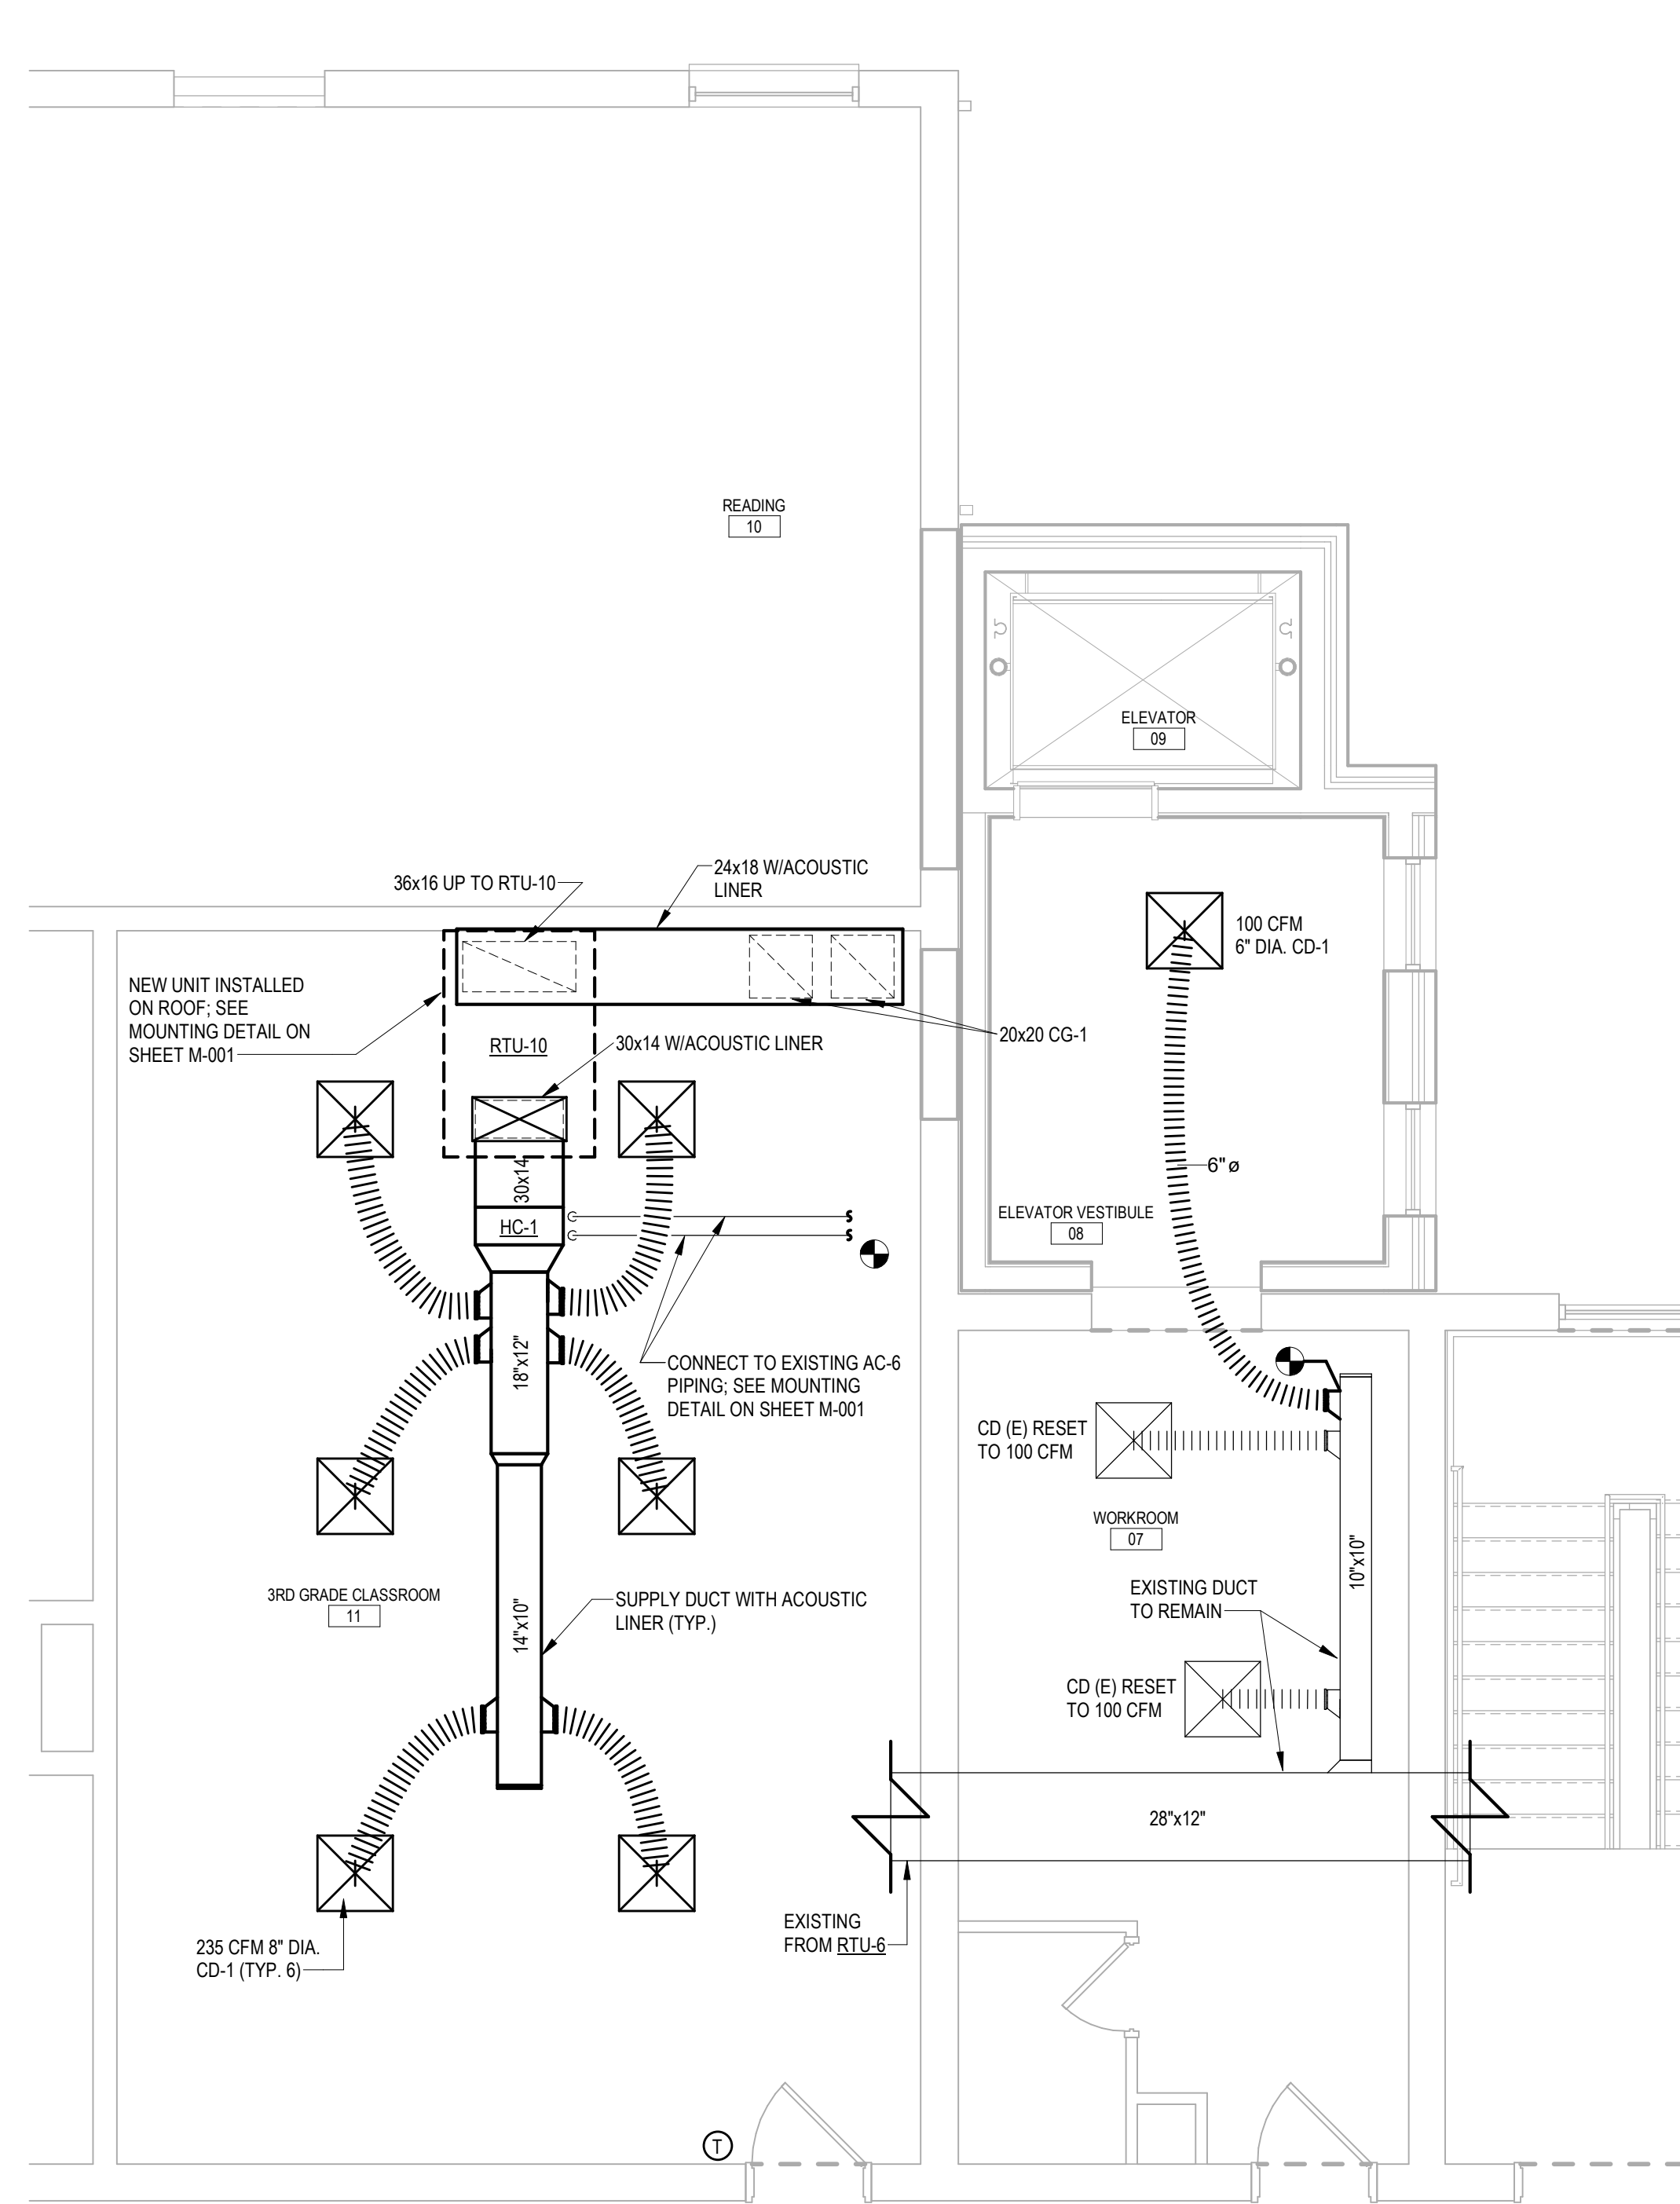 READING
10
ELEVATOR
09
24x18 W/ACOUSTIC
LINER
36x16 UP TO RTU-10
100 CFM
6" DIA. CD-1
NEW UNIT INSTALLED
ON ROOF; SEE
MOUNTING DETAIL ON
SHEET M-001
RTU-10
30x14 W/ACOUSTIC LINER
20x20 CG-1
30x14
6" ø
HC-1
ELEVATOR VESTIBULE
08
18"x12"
CONNECT TO EXISTING AC-6
PIPING; SEE MOUNTING
DETAIL ON SHEET M-001
CD (E) RESET
TO 100 CFM
WORKROOM
07
10"x10"
3RD GRADE CLASSROOM
11
14"x10"
SUPPLY DUCT WITH ACOUSTIC
LINER (TYP.)
EXISTING DUCT
TO REMAIN
CD (E) RESET
TO 100 CFM
28"x12"
EXISTING
FROM RTU-6
235 CFM 8" DIA.
CD-1 (TYP. 6)
T